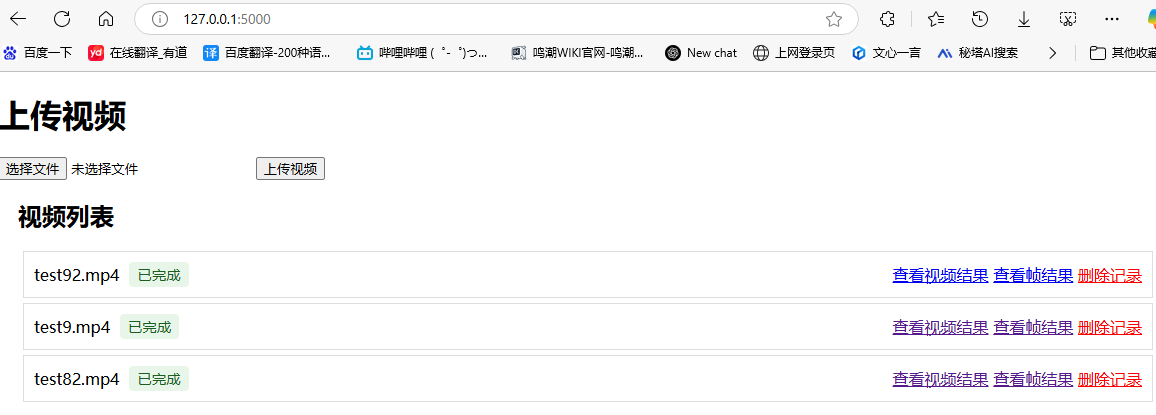 127.0.0.1:5000
百度一下 在线翻译_有道 百度翻译-200种语... 哔哩哔哩 (゜-゜)つ... 鸣潮WIKI官网-鸣潮... New chat 上网登录页 文心一言 秘塔AI搜索 其他收藏
上传视频
选择文件 未选择文件 上传视频
视频列表
test92.mp4 已完成 查看视频结果 查看帧结果 删除记录
test9.mp4 已完成 查看视频结果 查看帧结果 删除记录
test82.mp4 已完成 查看视频结果 查看帧结果 删除记录